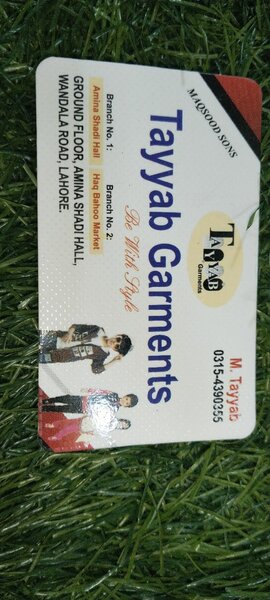 MAQSOOD SONS
TAYYAB
Garments
M. Tayyab
0315-4390355
Tayyab Garments
Be With Style
Branch No. 1:
Amina Shadi Hall
Branch No. 2:
Haq Bahoo Market
GROUND FLOOR, AMINA SHADI HALL,
WANDALA ROAD, LAHORE.